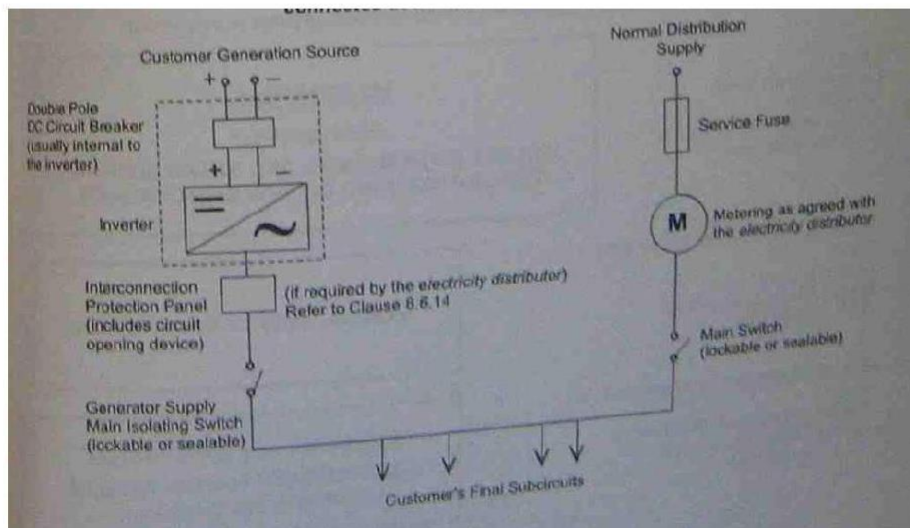 Customer Generation Source
+ −
Double Pole
DC Circuit Breaker
(usually internal to
the inverter)
+ −
Inverter
Interconnection
Protection Panel
(includes circuit
opening device)
(if required by the electricity distributor)
Refer to Clause 8.6.14
Generator Supply
Main Isolating Switch
(lockable or sealable)
Normal Distribution
Supply
Service Fuse
M
Metering as agreed with
the electricity distributor
Main Switch
(lockable or sealable)
Customer's Final Subcircuits